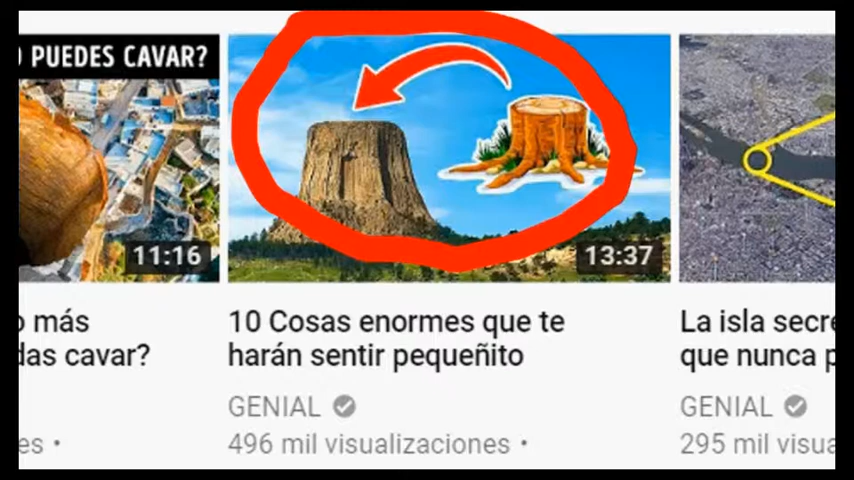 O PUEDES CAVAR?
11:16
13:37
o más
das cavar?
es •
10 Cosas enormes que te
harán sentir pequeñito
GENIAL
496 mil visualizaciones •
La isla secre
que nunca p
GENIAL
295 mil visua